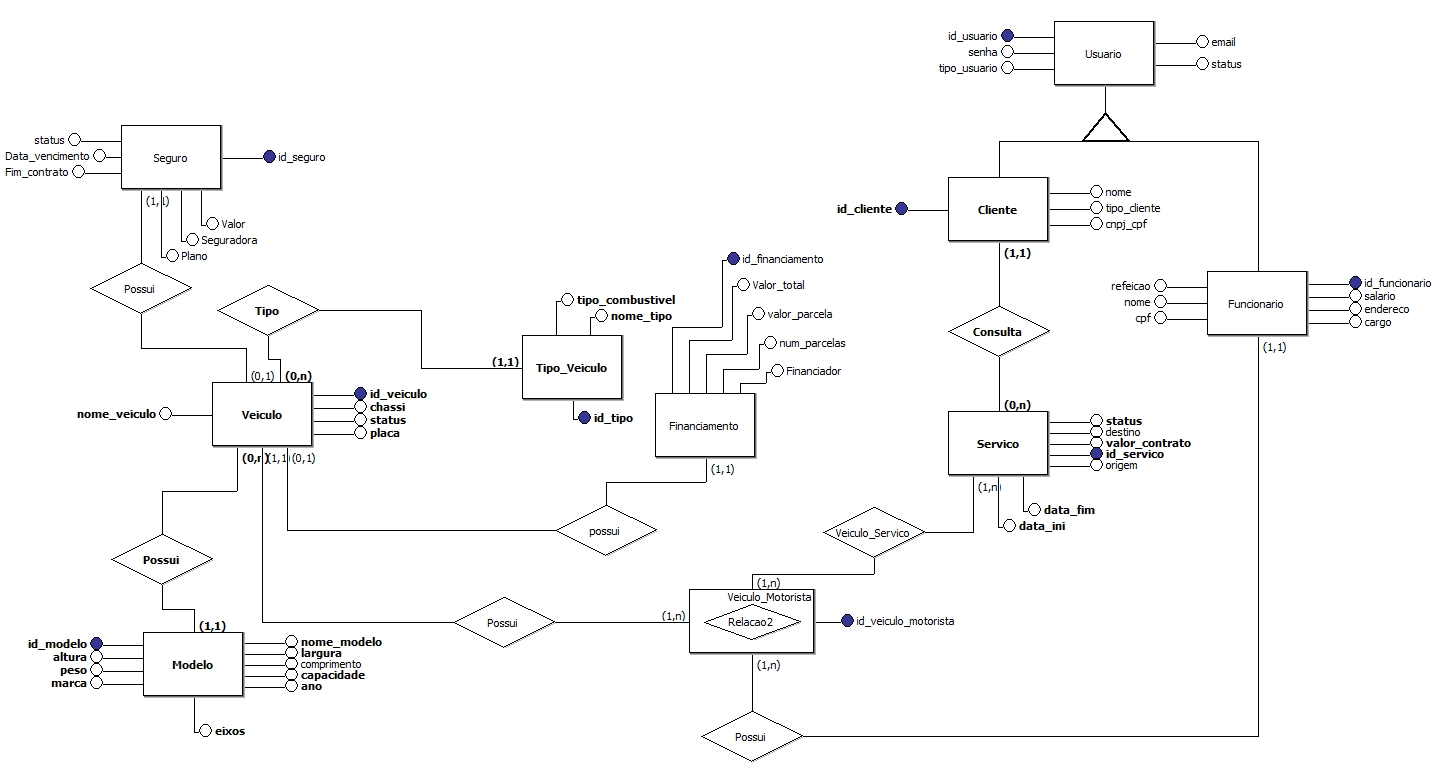 id_usuario
senha
tipo_usuario
Usuario
email
status
status
Data_vencimento
Fim_contrato
Seguro
id_seguro
(1,1)
Valor
Seguradora
Plano
Possui
id_cliente
Cliente
nome
tipo_cliente
cnpj_cpf
(1,1)
refeicao
nome
cpf
Funcionario
id_funcionario
salario
endereco
cargo
(1,1)
Consulta
Tipo
tipo_combustivel
nome_tipo
(1,1)
Tipo_Veiculo
id_tipo
id_financiamento
Valor_total
valor_parcela
num_parcelas
Financiador
Financiamento
(1,1)
(0,1)
(0,n)
nome_veiculo
Veiculo
id_veiculo
chassi
status
placa
(0,n)
(1,1)
(0,1)
(0,n)
Servico
status
destino
valor_contrato
id_servico
origem
(1,n)
data_fim
data_ini
possui
Veiculo_Servico
Possui
(1,n)
Veiculo_Motorista
(1,n)
Relacao2
id_veiculo_motorista
Possui
(1,n)
(1,1)
id_modelo
altura
peso
marca
Modelo
nome_modelo
largura
comprimento
capacidade
ano
eixos
Possui